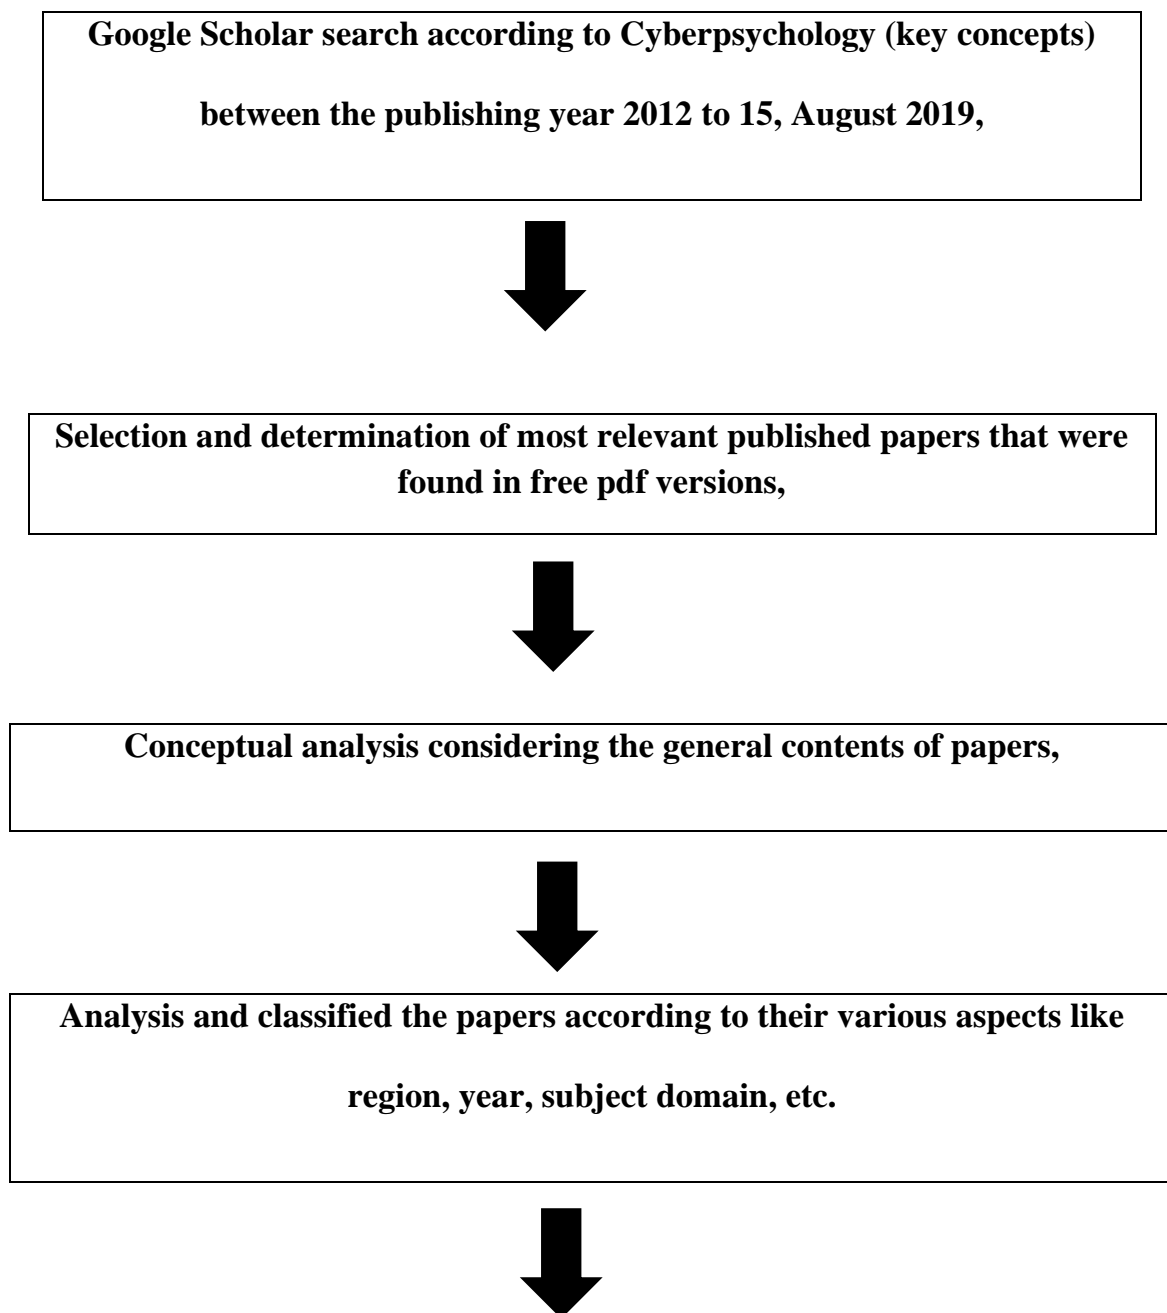 Google Scholar search according to Cyberpsychology (key concepts)
between the publishing year 2012 to 15, August 2019,
Selection and determination of most relevant published papers that were
found in free pdf versions,
Conceptual analysis considering the general contents of papers,
Analysis and classified the papers according to their various aspects like
region, year, subject domain, etc.